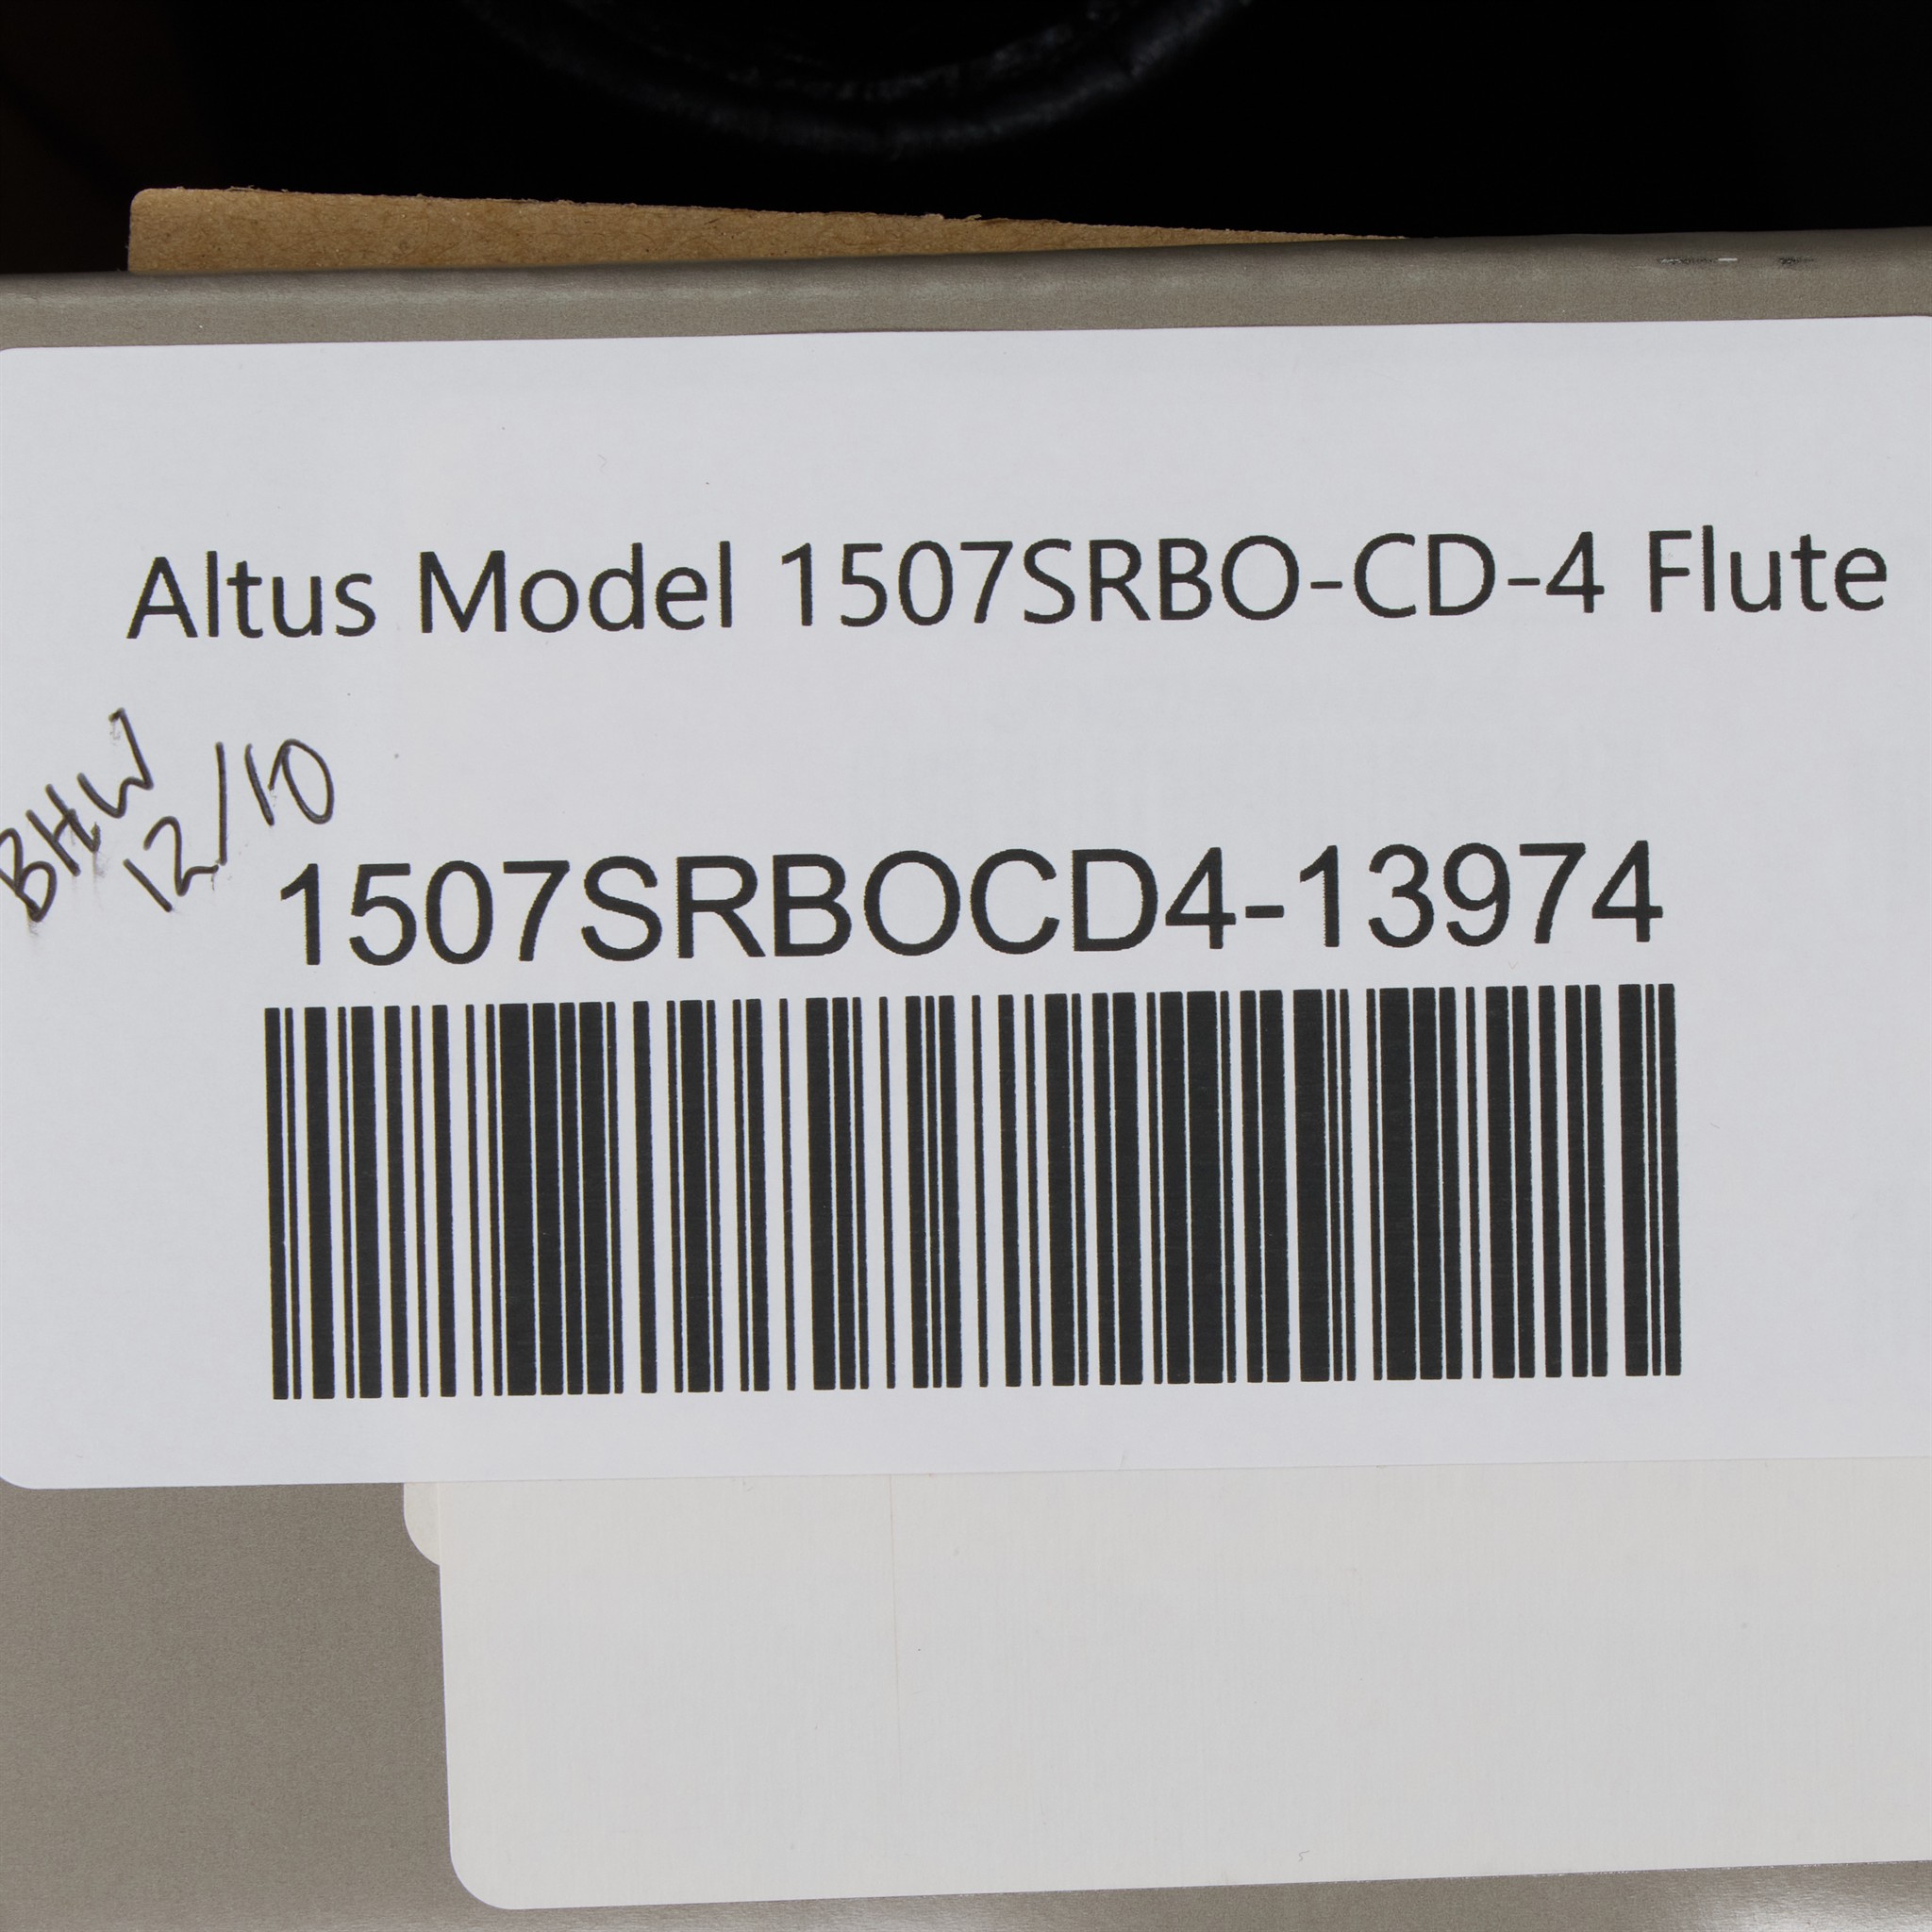 Altus Model 1507SRBO-CD-4 Flute
BHW
12/10
1507SRBOCD4-13974